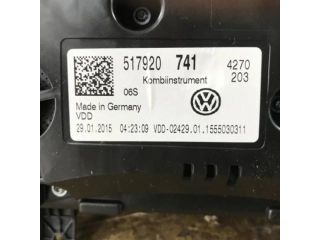 517920 741 4270
Kombiinstrument 203
06S
Made in Germany
VDD
29.01.2015 04:23:09 VDD-02429.01.1555030311